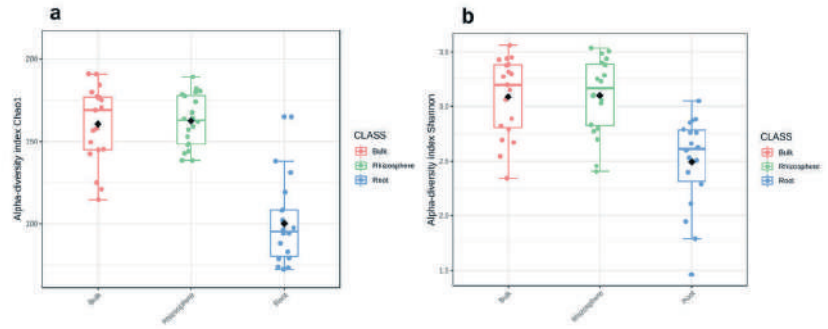 a
b
Alpha-diversity index Chao1
200
150
100
Bulk
Rhizosphere
Root
CLASS
Bulk
Rhizosphere
Root
Alpha-diversity index Shannon
3.5
3.0
2.5
2.0
1.5
Bulk
Rhizosphere
Root
CLASS
Bulk
Rhizosphere
Root